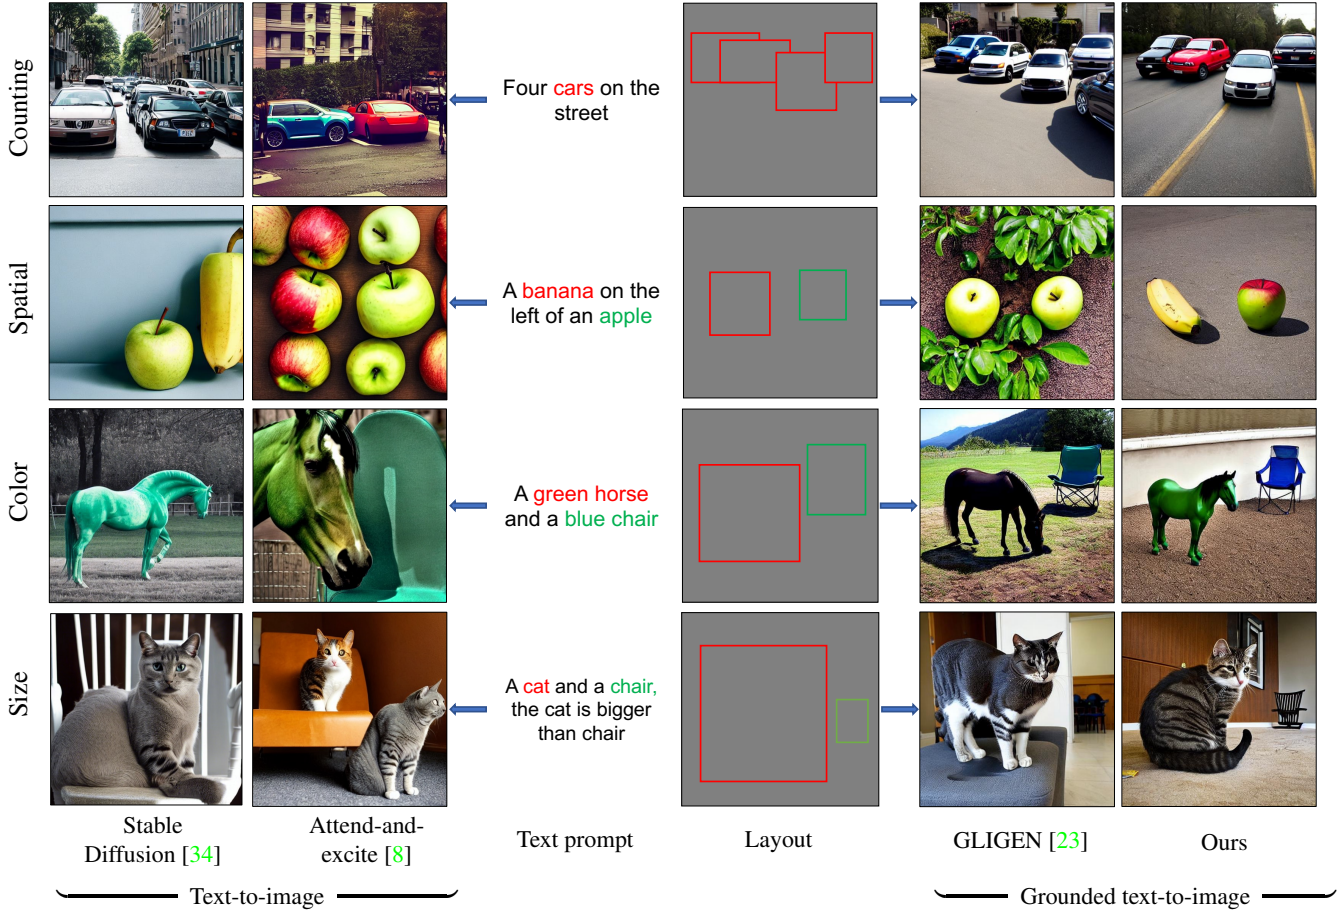 Counting
Four cars on the
street
Spatial
A banana on the
left of an apple
Color
A green horse
and a blue chair
Size
A cat and a chair,
the cat is bigger
than chair
Stable
Diffusion [34]
Attend-and-
excite [8]
Text prompt
Layout
GLIGEN [23]
Ours
Text-to-image
Grounded text-to-image